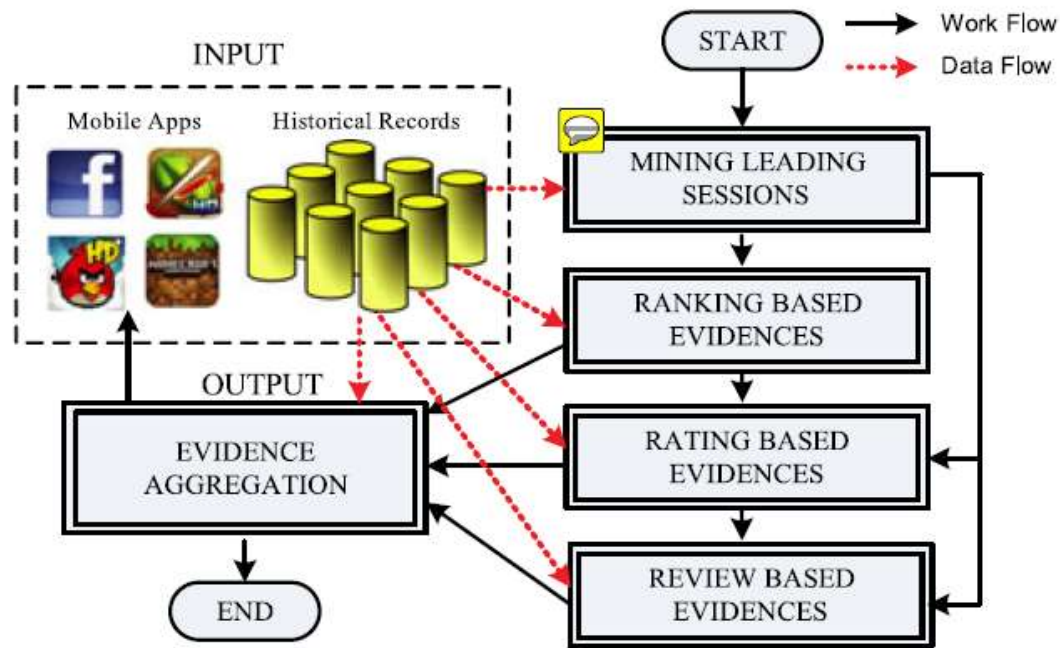 START
Work Flow
Data Flow
INPUT
Mobile Apps
Historical Records
HD
MINING LEADING
SESSIONS
RANKING BASED
EVIDENCES
OUTPUT
EVIDENCE
AGGREGATION
RATING BASED
EVIDENCES
REVIEW BASED
EVIDENCES
END